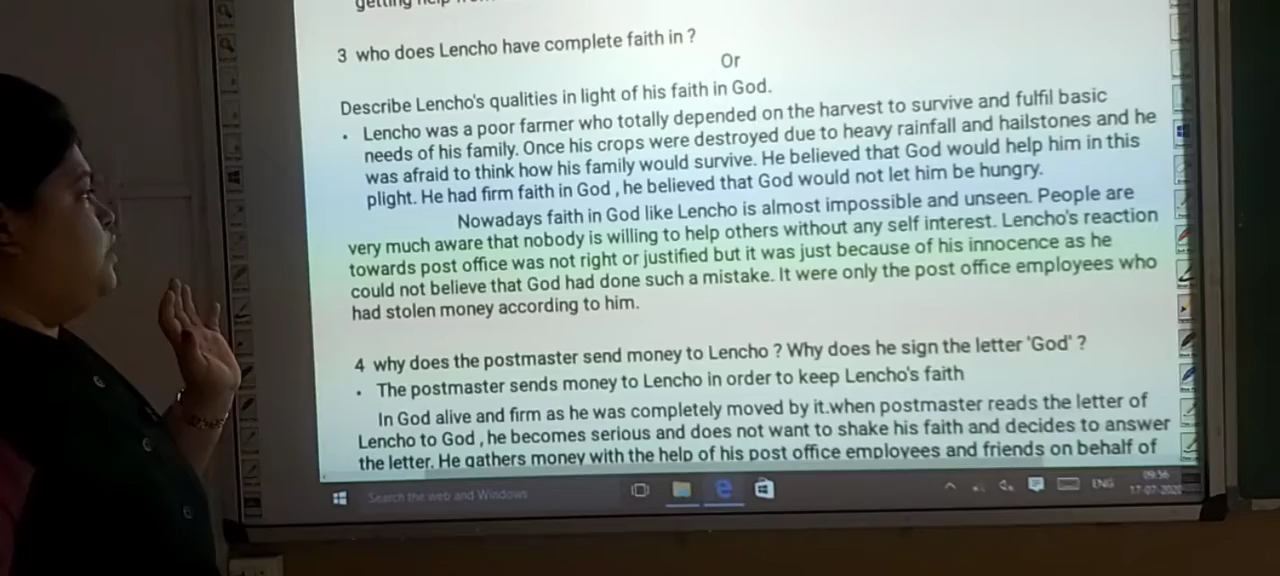 getting help
3 who does Lencho have complete faith in ?
Or
Describe Lencho's qualities in light of his faith in God.
• Lencho was a poor farmer who totally depended on the harvest to survive and fulfil basic
needs of his family. Once his crops were destroyed due to heavy rainfall and hailstones and he
was afraid to think how his family would survive. He believed that God would help him in this
plight. He had firm faith in God , he believed that God would not let him be hungry.
Nowadays faith in God like Lencho is almost impossible and unseen. People are
very much aware that nobody is willing to help others without any self interest. Lencho's reaction
towards post office was not right or justified but it was just because of his innocence as he
could not believe that God had done such a mistake. It were only the post office employees who
had stolen money according to him.
4 why does the postmaster send money to Lencho ? Why does he sign the letter 'God' ?
• The postmaster sends money to Lencho in order to keep Lencho's faith
In God alive and firm as he was completely moved by it.when postmaster reads the letter of
Lencho to God , he becomes serious and does not want to shake his faith and decides to answer
the letter. He gathers money with the help of his post office employees and friends on behalf of
Search the web and Windows
ENG
09:56
17-07-2020